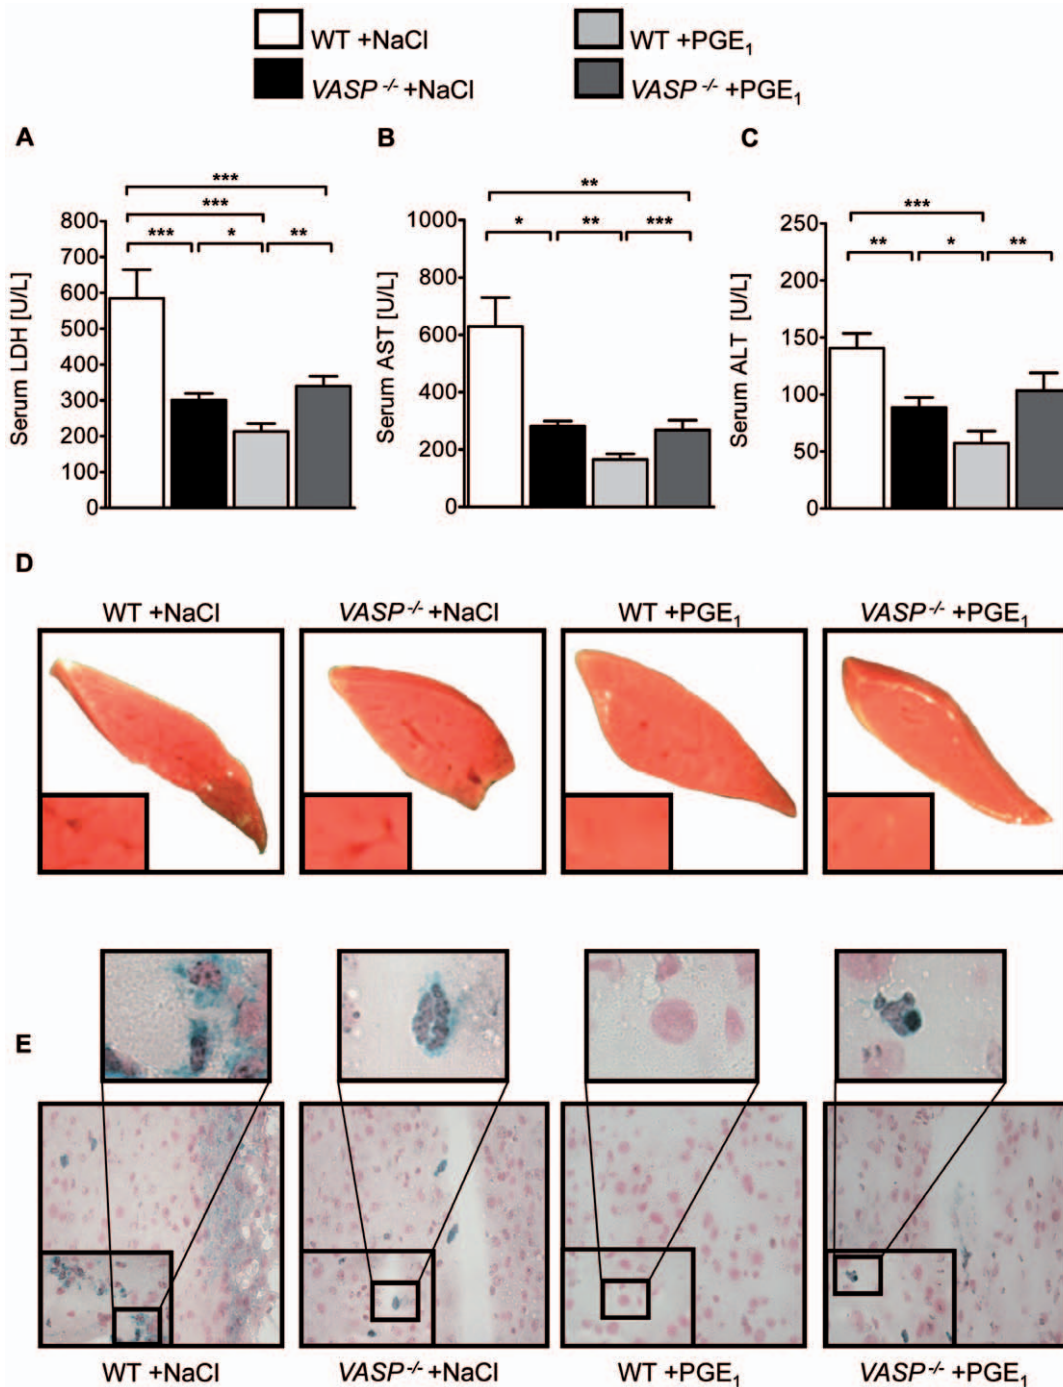 WT +NaCl
WT +PGE₁
VASP⁻/⁻ +NaCl
VASP⁻/⁻ +PGE₁
A
B
C
***
***
***
*
**
800
700
600
500
400
300
200
100
0
Serum LDH [U/L]
**
*
**
***
1000
800
600
400
200
0
Serum AST [U/L]
***
**
*
**
250
200
150
100
50
0
Serum ALT [U/L]
D
WT +NaCl
VASP⁻/⁻ +NaCl
WT +PGE₁
VASP⁻/⁻ +PGE₁
E
WT +NaCl
VASP⁻/⁻ +NaCl
WT +PGE₁
VASP⁻/⁻ +PGE₁